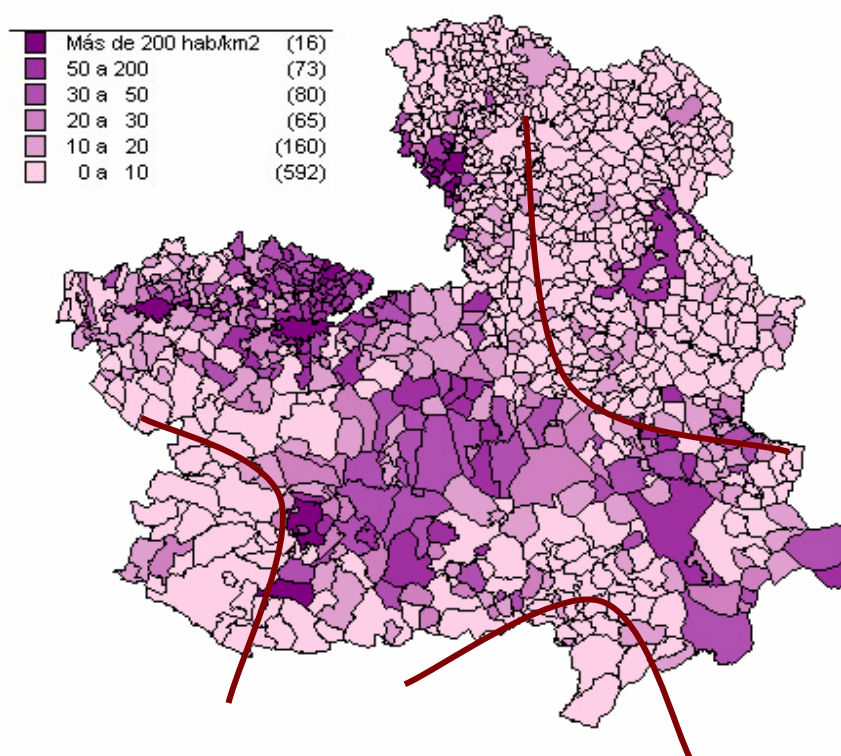 Más de 200 hab/km2 (16)
50 a 200 (73)
30 a 50 (80)
20 a 30 (65)
10 a 20 (160)
0 a 10 (592)